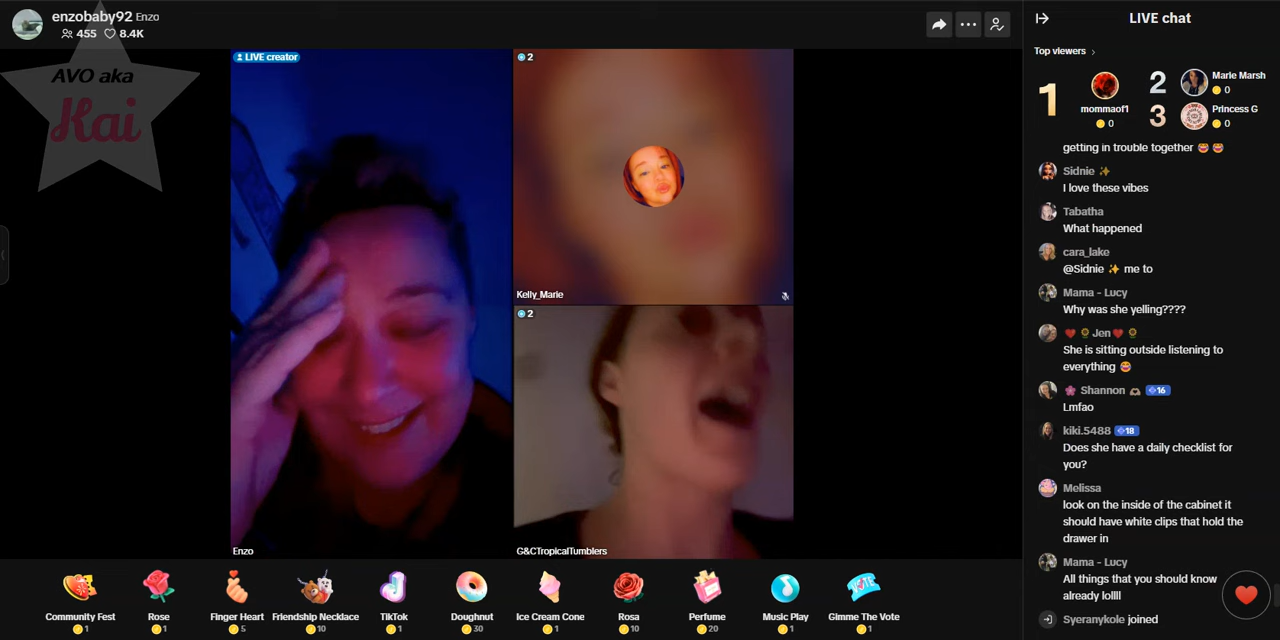 enzobaby92 Enzo
455 8.4K
AVO aka
Kai
LIVE creator
2
Kelly_Marie
2
Enzo
G&CTropicalTumblers
Community Fest
1
Rose
1
Finger Heart
5
Friendship Necklace
10
TikTok
1
Doughnut
30
Ice Cream Cone
1
Rosa
10
Perfume
20
Music Play
1
VOTE
Gimme The Vote
1
LIVE chat
Top viewers
1
mommaof1
0
2
Marie Marsh
0
3
Princess G
0
getting in trouble together
Sidnie
I love these vibes
Tabatha
What happened
cara_lake
@Sidnie ✨ me to
Mama - Lucy
Why was she yelling????
❤️ 🌻 Jen ❤️ 🌻
She is sitting outside listening to
everything
🌸 Shannon 🫶 16
Lmfao
kiki.5488 18
Does she have a daily checklist for
you?
Melissa
look on the inside of the cabinet it
should have white clips that hold the
drawer in
Mama - Lucy
All things that you should know
already lollll
Syeranykole joined